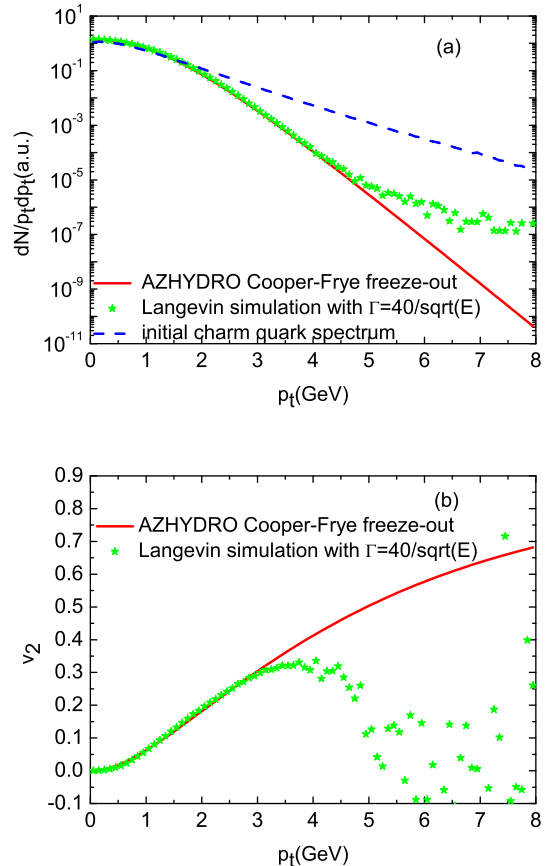 (a)
10^1
10^-1
10^-3
10^-5
10^-7
10^-9
10^-11
dN/p_tdp_t(a.u.)
AZHYDRO Cooper-Frye freeze-out
Langevin simulation with Γ=40/sqrt(E)
initial charm quark spectrum
0 1 2 3 4 5 6 7 8
p_t(GeV)
(b)
0.9
0.8
0.7
0.6
0.5
0.4
0.3
0.2
0.1
0.0
-0.1
v_2
AZHYDRO Cooper-Frye freeze-out
Langevin simulation with Γ=40/sqrt(E)
0 1 2 3 4 5 6 7 8
p_t(GeV)